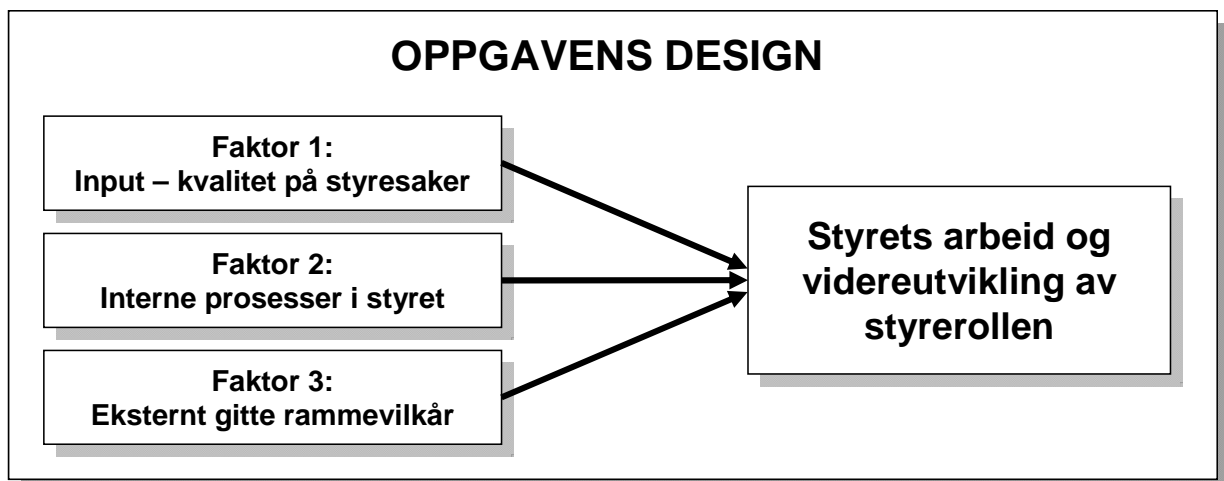 OPPGAVENS DESIGN
Faktor 1:
Input – kvalitet på styresaker
Faktor 2:
Interne prosesser i styret
Faktor 3:
Eksternt gitte rammevilkår
Styrets arbeid og
videreutvikling av
styrerollen